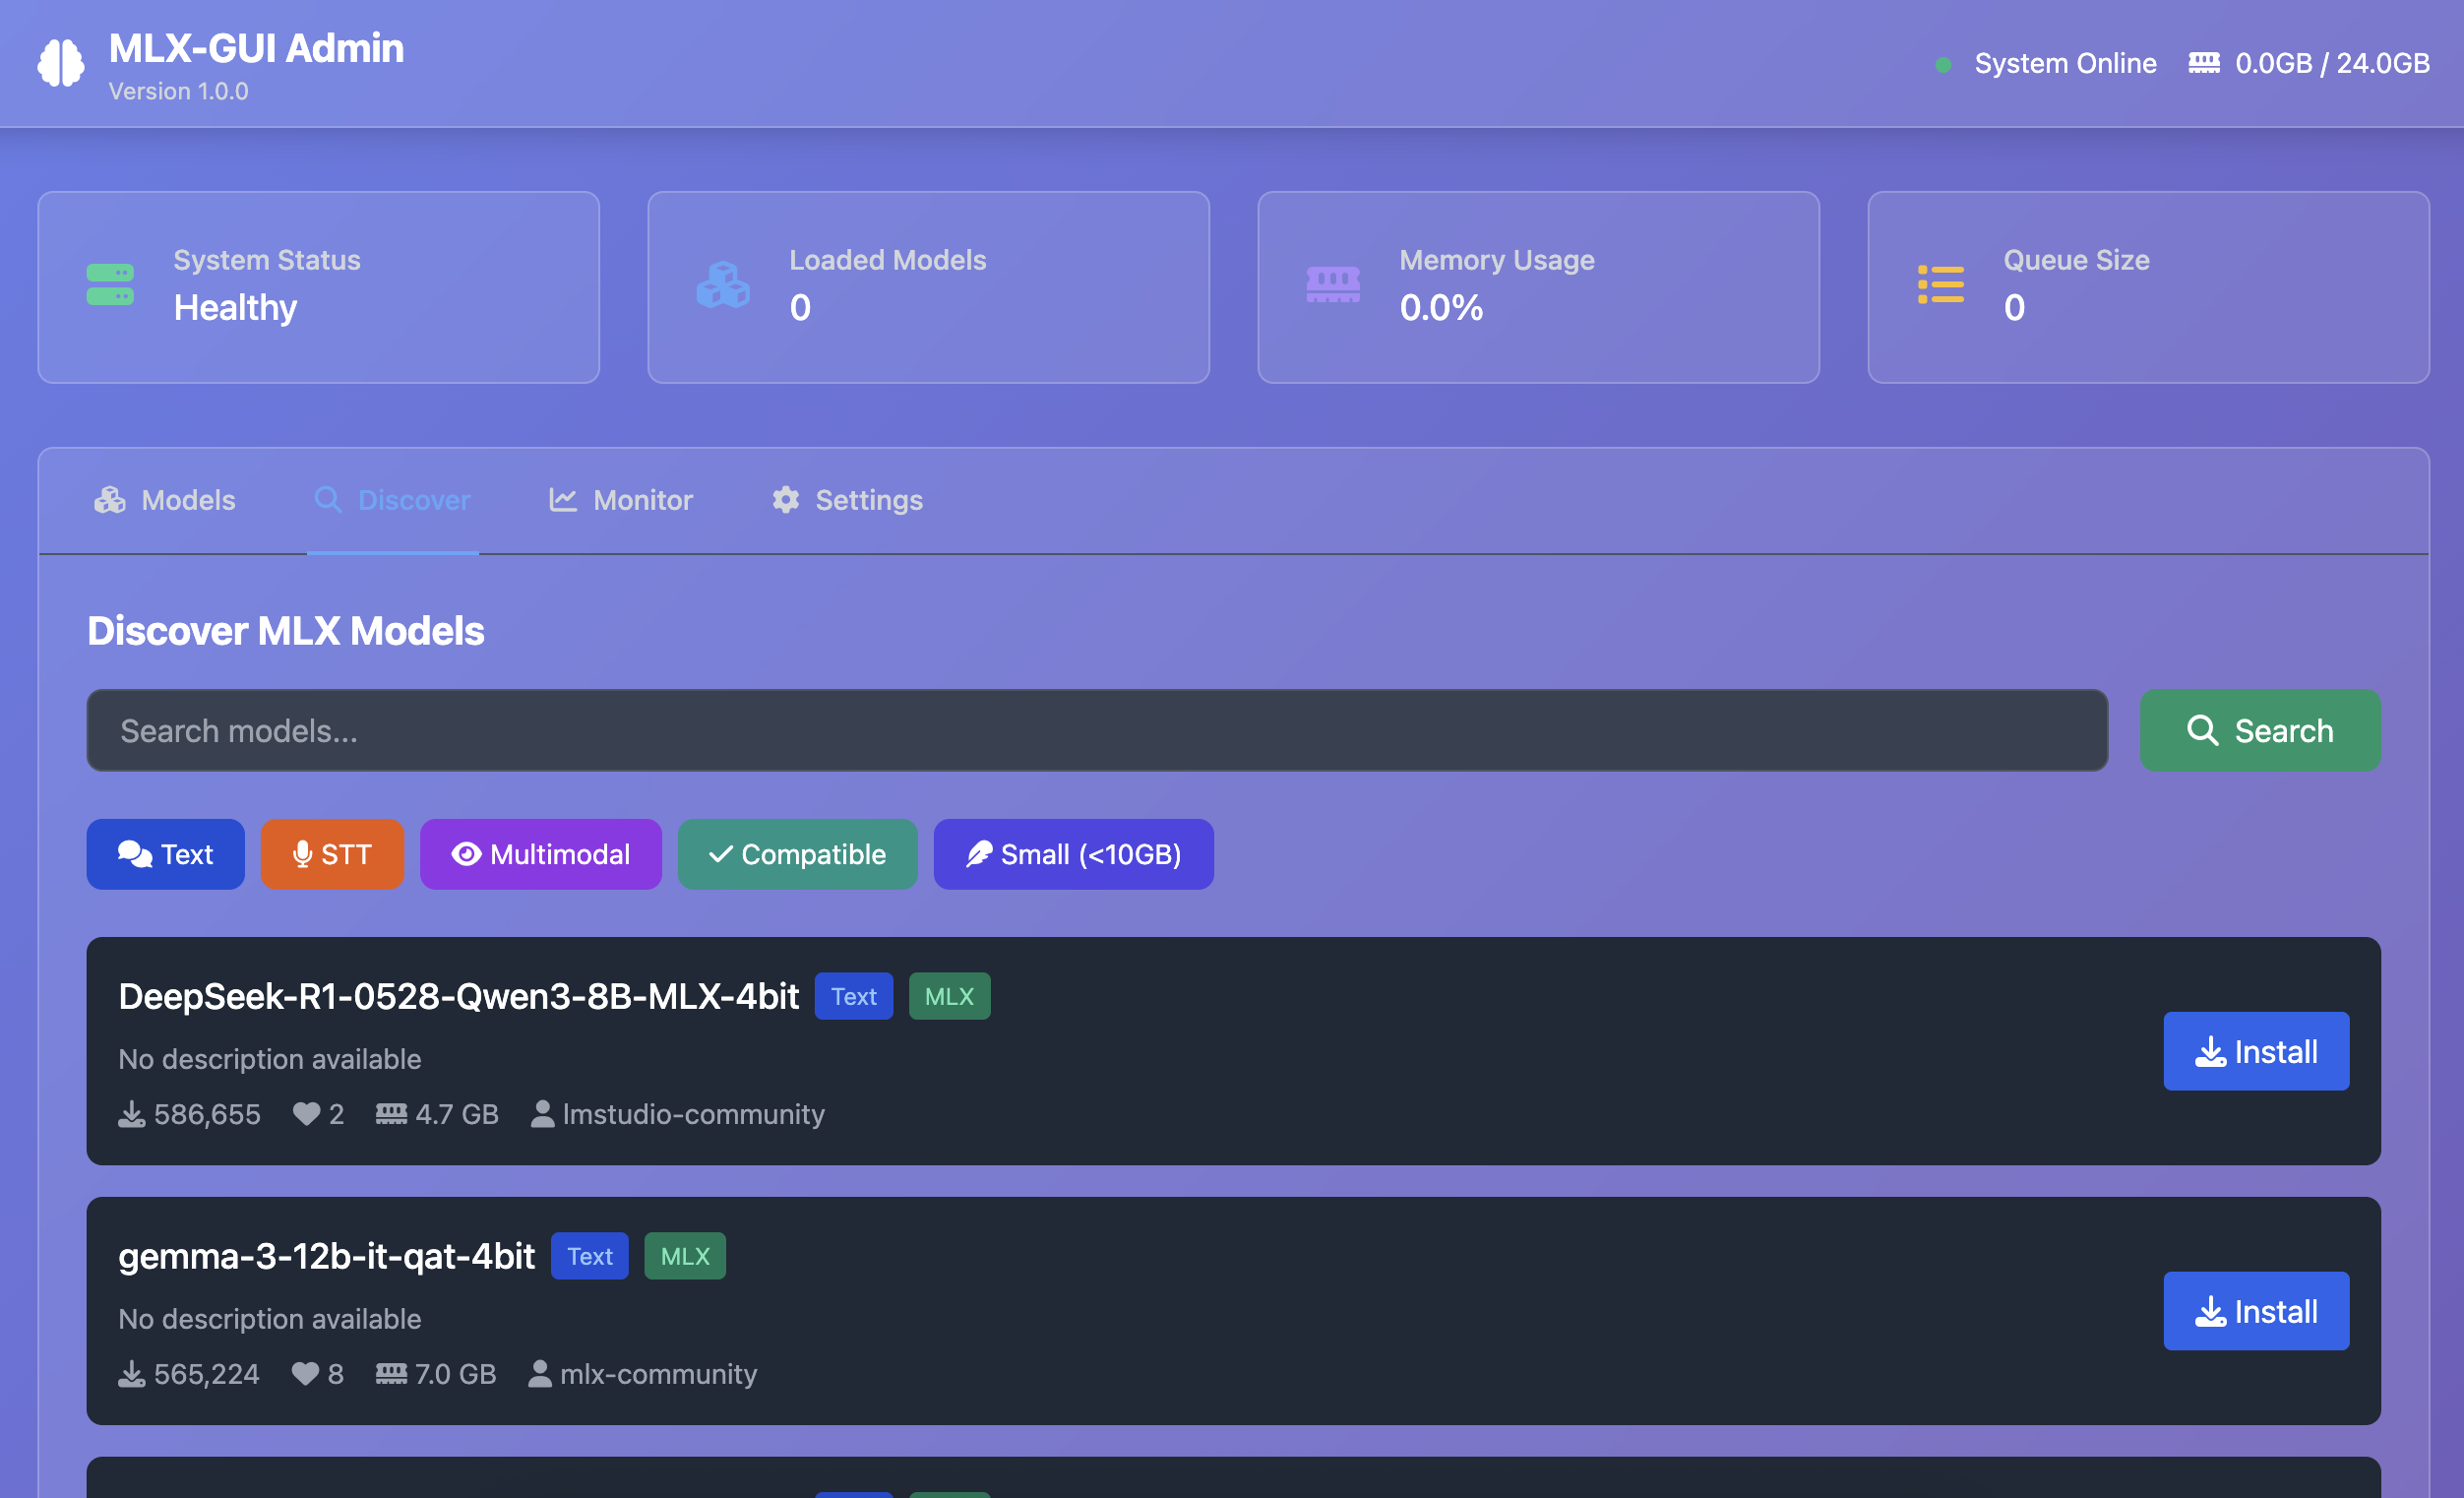 MLX-GUI Admin
Version 1.0.0
System Online
0.0GB / 24.0GB
System Status
Healthy
Loaded Models
0
Memory Usage
0.0%
Queue Size
0
Models
Discover
Monitor
Settings
Discover MLX Models
Search models...
Search
Text
STT
Multimodal
Compatible
Small (<10GB)
DeepSeek-R1-0528-Qwen3-8B-MLX-4bit Text MLX
No description available
586,655 2 4.7 GB lmstudio-community
Install
gemma-3-12b-it-qat-4bit Text MLX
No description available
565,224 8 7.0 GB mlx-community
Install